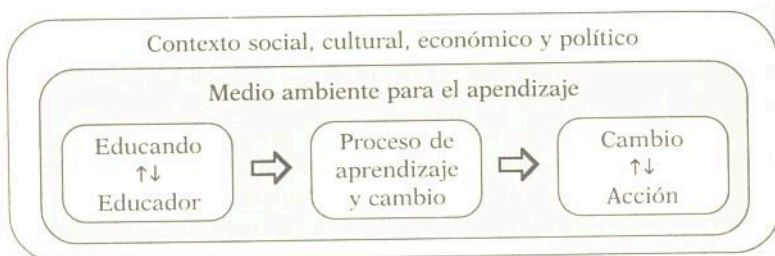 Contexto social, cultural, económico y político
Medio ambiente para el apendizaje
Educando
↑↓
Educador
Proceso de
aprendizaje
y cambio
Cambio
↑↓
Acción